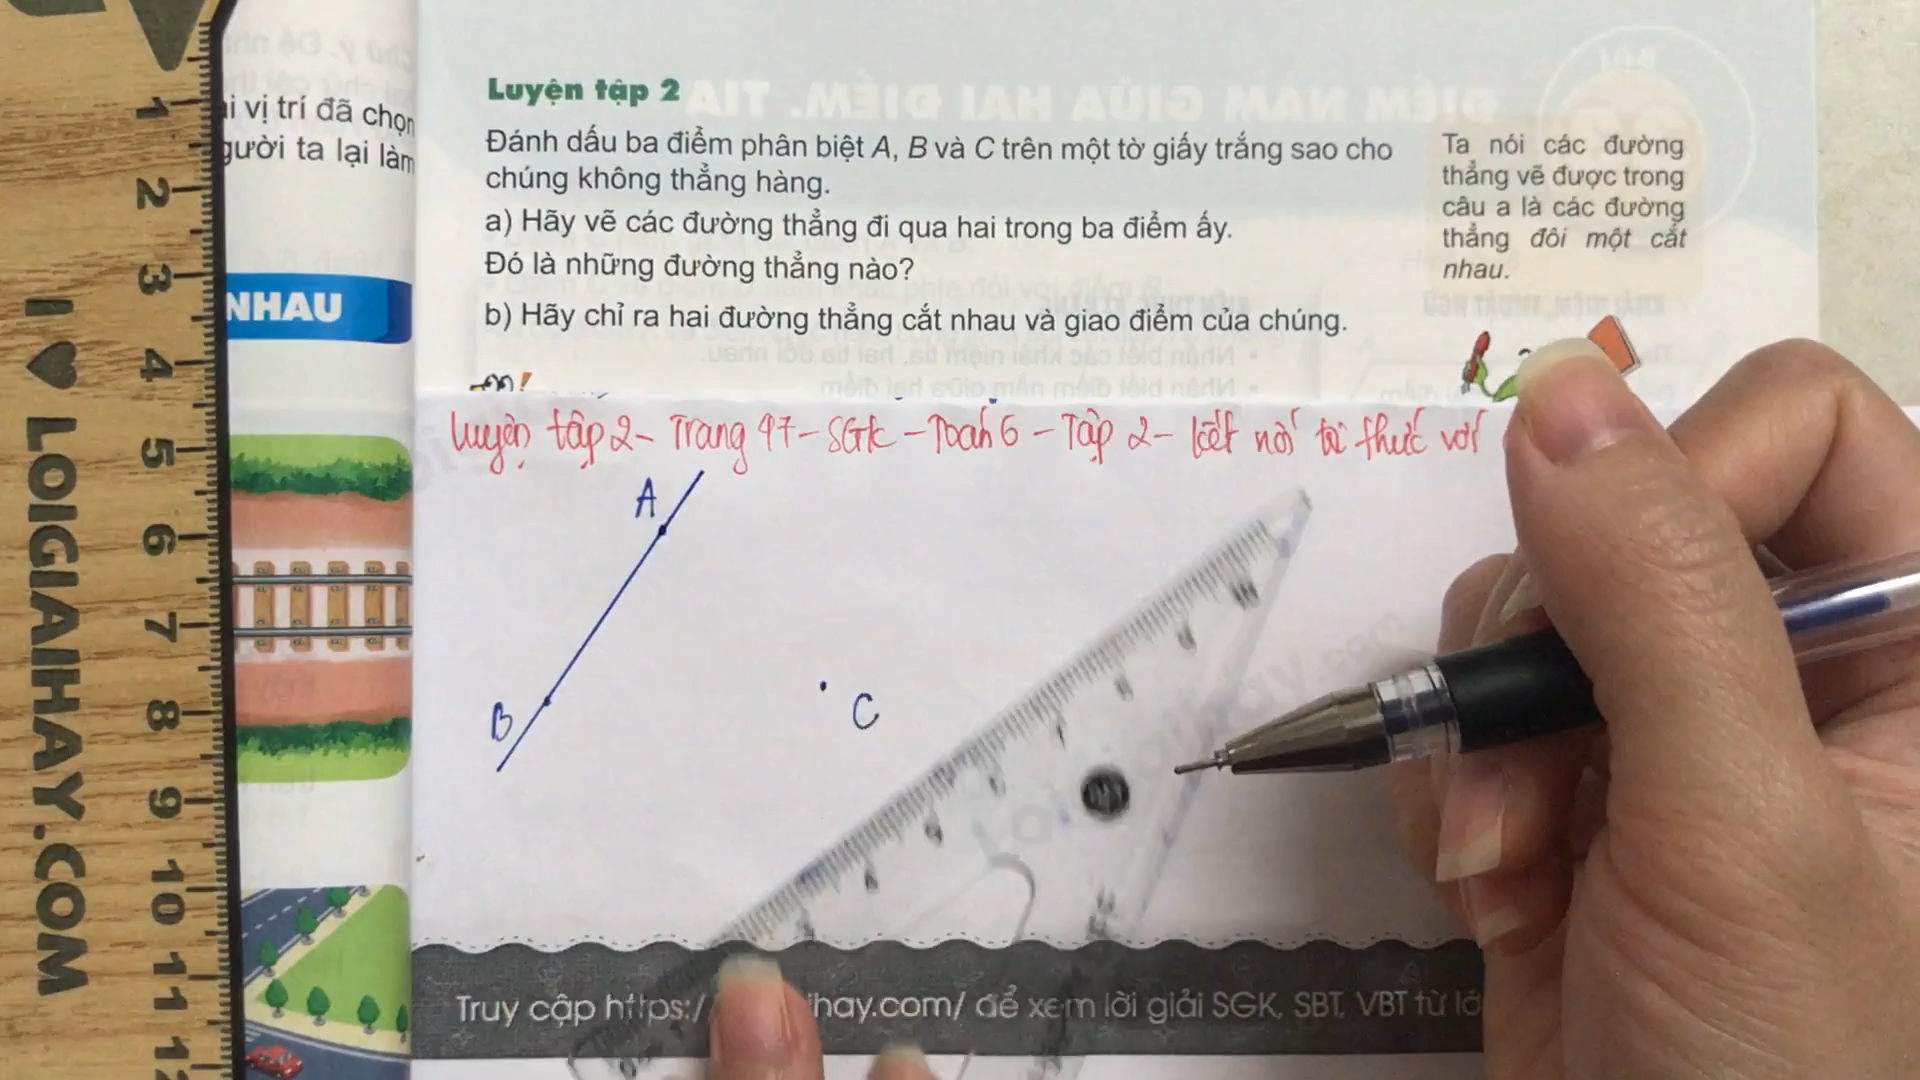 I ♥ LOIGIAIHAY.COM
1
2
3
4
5
6
7
8
9
10
11
vị trí đã chọn
gười ta lại làm
NHAU
Luyện tập 2
Đánh dấu ba điểm phân biệt A, B và C trên một tờ giấy trắng sao cho
chúng không thẳng hàng.
a) Hãy vẽ các đường thẳng đi qua hai trong ba điểm ấy.
Đó là những đường thẳng nào?
b) Hãy chỉ ra hai đường thẳng cắt nhau và giao điểm của chúng.
Ta nói các đường
thẳng vẽ được trong
câu a là các đường
thẳng đôi một cắt
nhau.
Luyện tập 2 - Trang 47 - SGK - Toán 6 - Tập 2 - Kết nối tri thức với
A
B
C
Truy cập https:/ ihay.com/ để xem lời giải SGK, SBT, VBT từ lớ